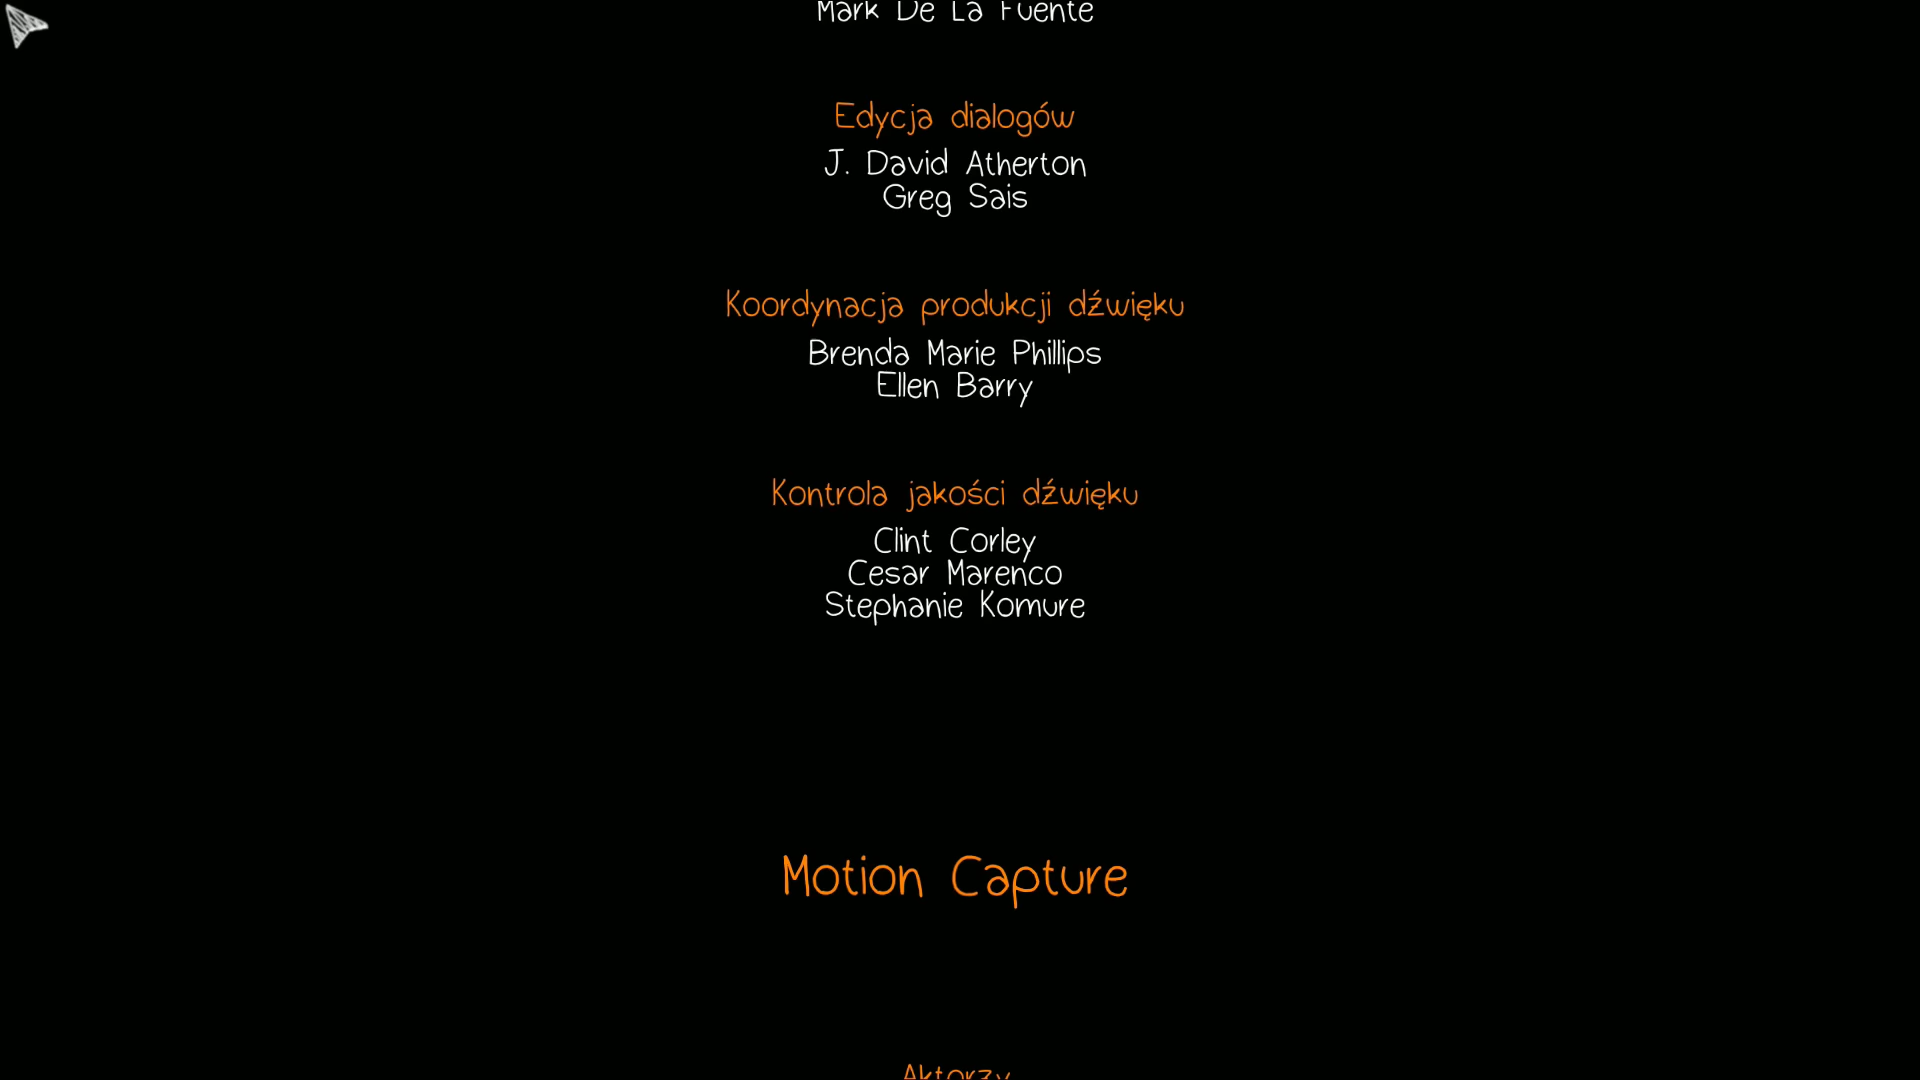 Mark De La Fuente
Edycja dialogów
J. David Atherton
Greg Sais
Koordynacja produkcji dźwięku
Brenda Marie Phillips
Ellen Barry
Kontrola jakości dźwięku
Clint Corley
Cesar Marenco
Stephanie Komure
Motion Capture
Aktorzy